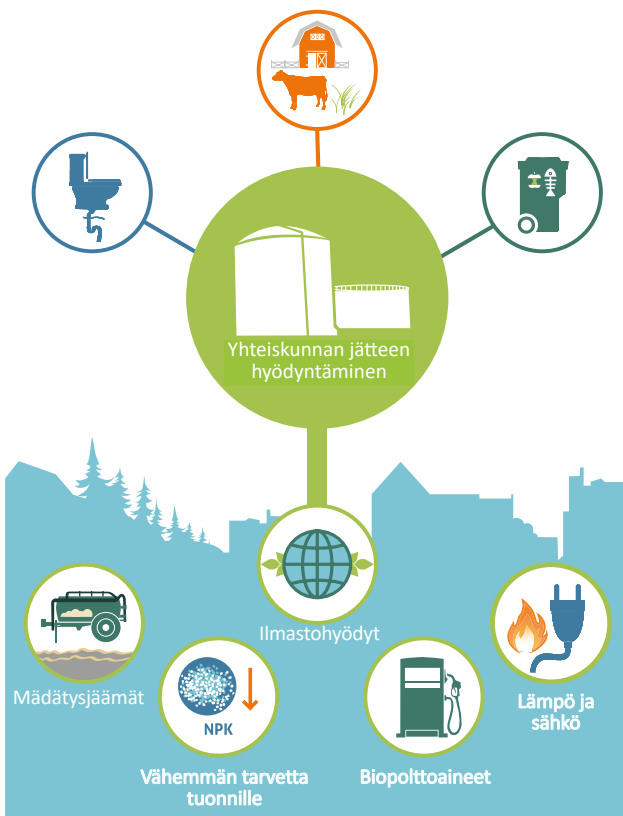 Yhteiskunnan jätteen
hyödyntäminen
Ilmastohyödyt
Mädätysjäämät
NPK
Vähemmän tarvetta
tuonnille
Biopolttoaineet
Lämpö ja
sähkö